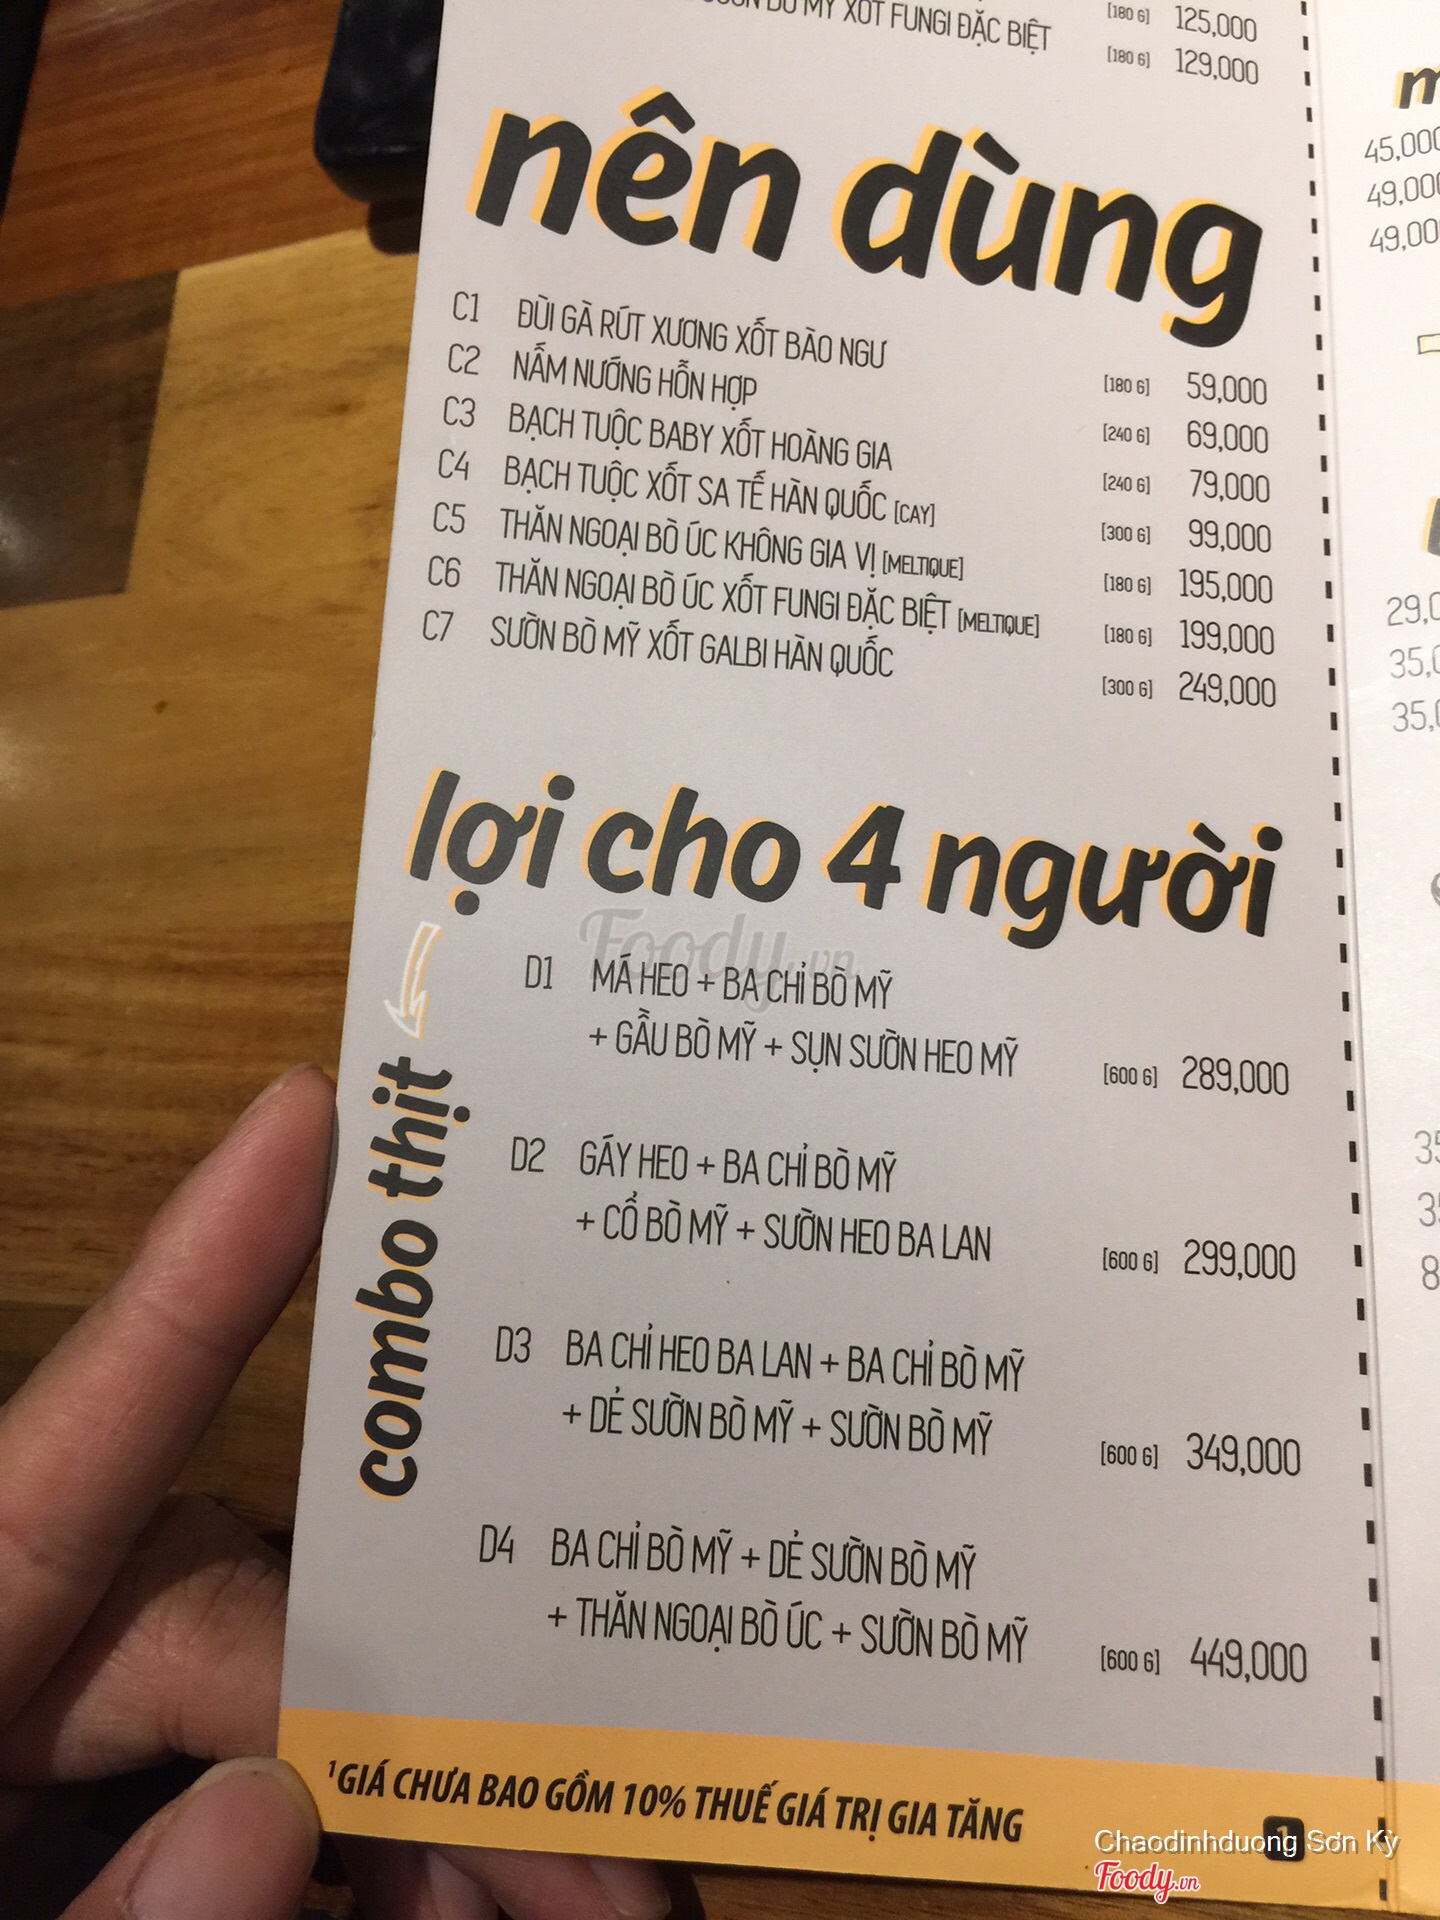 BÒ MỸ XỐT FUNGI ĐẶC BIỆT
[180 G] 125,000
[180 G] 129,000
nên dùng
C1 ĐÙI GÀ RÚT XƯƠNG XỐT BÀO NGƯ [180 G] 59,000
C2 NẤM NƯỚNG HỖN HỢP [240 G] 69,000
C3 BẠCH TUỘC BABY XỐT HOÀNG GIA [240 G] 79,000
C4 BẠCH TUỘC XỐT SA TẾ HÀN QUỐC [CAY] [300 G] 99,000
C5 THĂN NGOẠI BÒ ÚC KHÔNG GIA VỊ [MELTIQUE] [180 G] 195,000
C6 THĂN NGOẠI BÒ ÚC XỐT FUNGI ĐẶC BIỆT [MELTIQUE] [180 G] 199,000
C7 SƯỜN BÒ MỸ XỐT GALBI HÀN QUỐC [300 G] 249,000
lợi cho 4 người
combo thịt
D1 MÁ HEO + BA CHỈ BÒ MỸ
+ GẦU BÒ MỸ + SỤN SƯỜN HEO MỸ [600 G] 289,000
D2 GÁY HEO + BA CHỈ BÒ MỸ
+ CỔ BÒ MỸ + SƯỜN HEO BA LAN [600 G] 299,000
D3 BA CHỈ HEO BA LAN + BA CHỈ BÒ MỸ
+ DẺ SƯỜN BÒ MỸ + SƯỜN BÒ MỸ [600 G] 349,000
D4 BA CHỈ BÒ MỸ + DẺ SƯỜN BÒ MỸ
+ THĂN NGOẠI BÒ ÚC + SƯỜN BÒ MỸ [600 G] 449,000
¹GIÁ CHƯA BAO GỒM 10% THUẾ GIÁ TRỊ GIA TĂNG
1
45,000
49,000
49,000
Foody.vn
Chaodinhduong Sơn Kỳ
Foody.vn